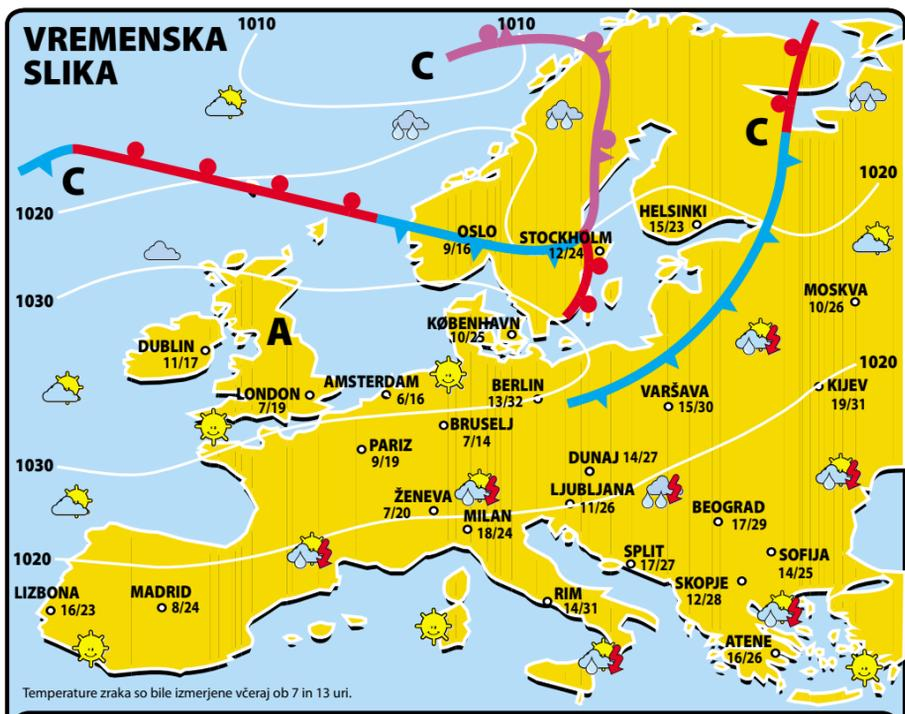 1010
1010
VREMENSKA
SLIKA
C
C
C
1020
1020
HELSINKI
15/23
OSLO
9/16
STOCKHOLM
12/24
1030
MOSKVA
10/26
KØBENHAVN
10/25
A
DUBLIN
11/17
1020
AMSTERDAM
6/16
BERLIN
13/32
KIJEV
19/31
LONDON
7/19
VARŠAVA
15/30
BRUSELJ
7/14
PARIZ
9/19
1030
DUNAJ 14/27
ŽENEVA
7/20
LJUBLJANA
11/26
MILAN
18/24
BEOGRAD
17/29
1020
SPLIT
17/27
SOFIJA
14/25
SKOPJE
12/28
LIZBONA
16/23
MADRID
8/24
RIM
14/31
ATENE
16/26
Temperature zraka so bile izmerjene včeraj ob 7 in 13 uri.